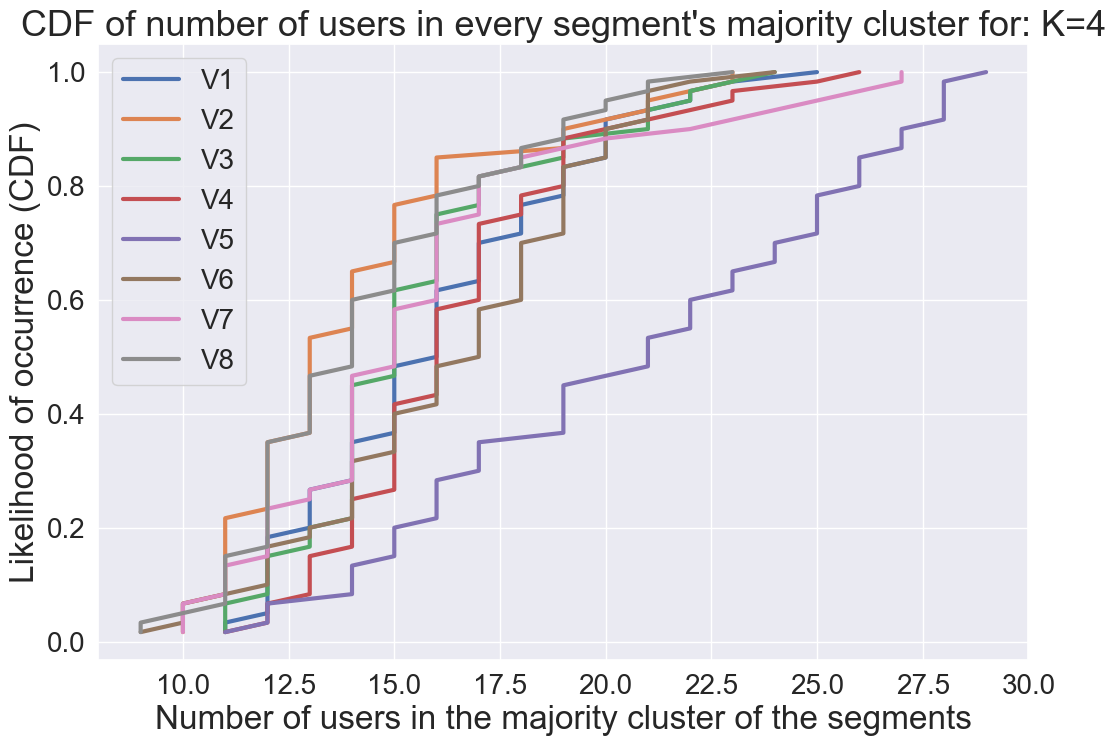 CDF of number of users in every segment's majority cluster for: K=4
Likelihood of occurrence (CDF)
1.0
0.8
0.6
0.4
0.2
0.0
V1
V2
V3
V4
V5
V6
V7
V8
10.0 12.5 15.0 17.5 20.0 22.5 25.0 27.5 30.0
Number of users in the majority cluster of the segments